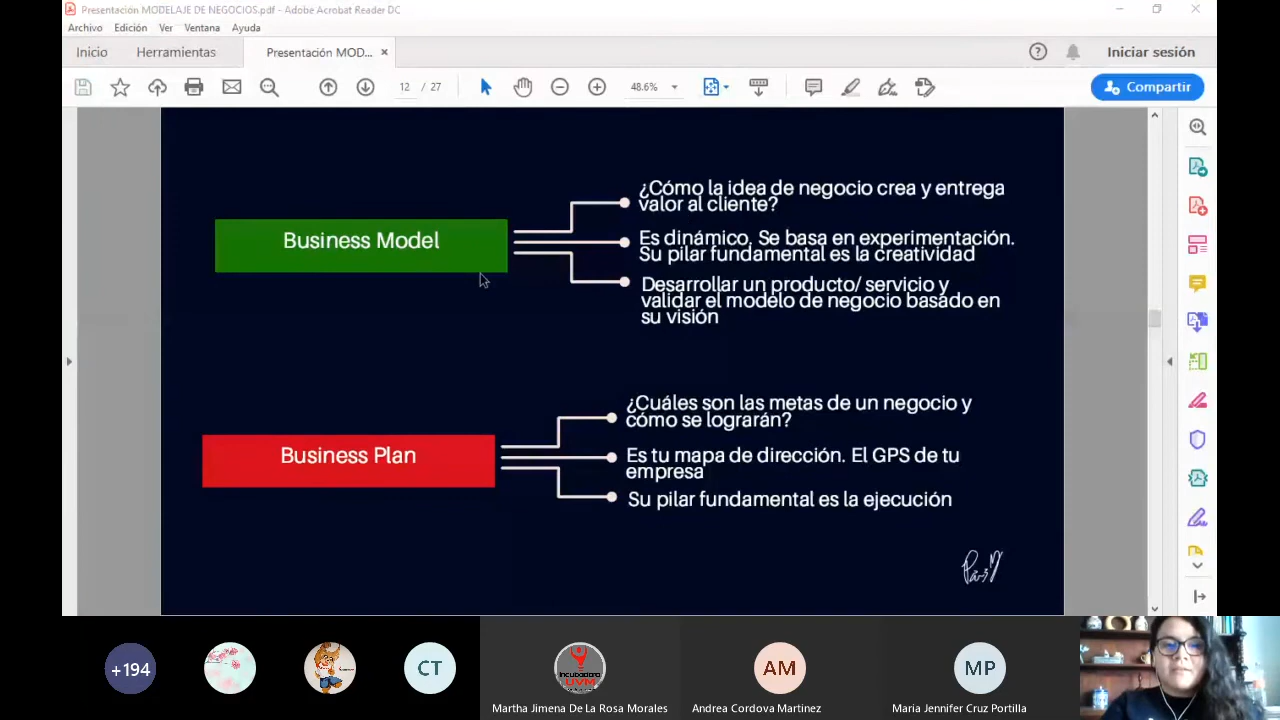 Presentación MODELAJE DE NEGOCIOS.pdf - Adobe Acrobat Reader DC
Archivo Edición Ver Ventana Ayuda
Inicio Herramientas Presentación MOD... × Iniciar sesión
12 / 27 48.6% Compartir
Business Model
¿Cómo la idea de negocio crea y entrega
valor al cliente?
Es dinámico. Se basa en experimentación.
Su pilar fundamental es la creatividad
Desarrollar un producto/ servicio y
validar el modelo de negocio basado en
su visión
Business Plan
¿Cuáles son las metas de un negocio y
cómo se lograrán?
Es tu mapa de dirección. El GPS de tu
empresa
Su pilar fundamental es la ejecución
+194 CT AM MP
Incubadora
UVM
Martha Jimena De La Rosa Morales Andrea Cordova Martinez Maria Jennifer Cruz Portilla